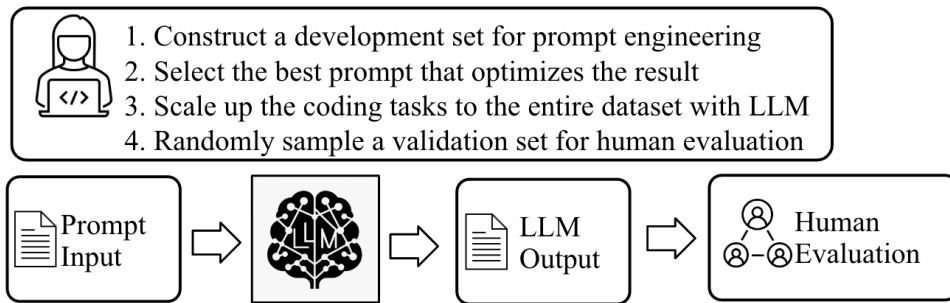 </>
1. Construct a development set for prompt engineering
2. Select the best prompt that optimizes the result
3. Scale up the coding tasks to the entire dataset with LLM
4. Randomly sample a validation set for human evaluation
Prompt
Input
LLM
LLM
Output
Human
Evaluation